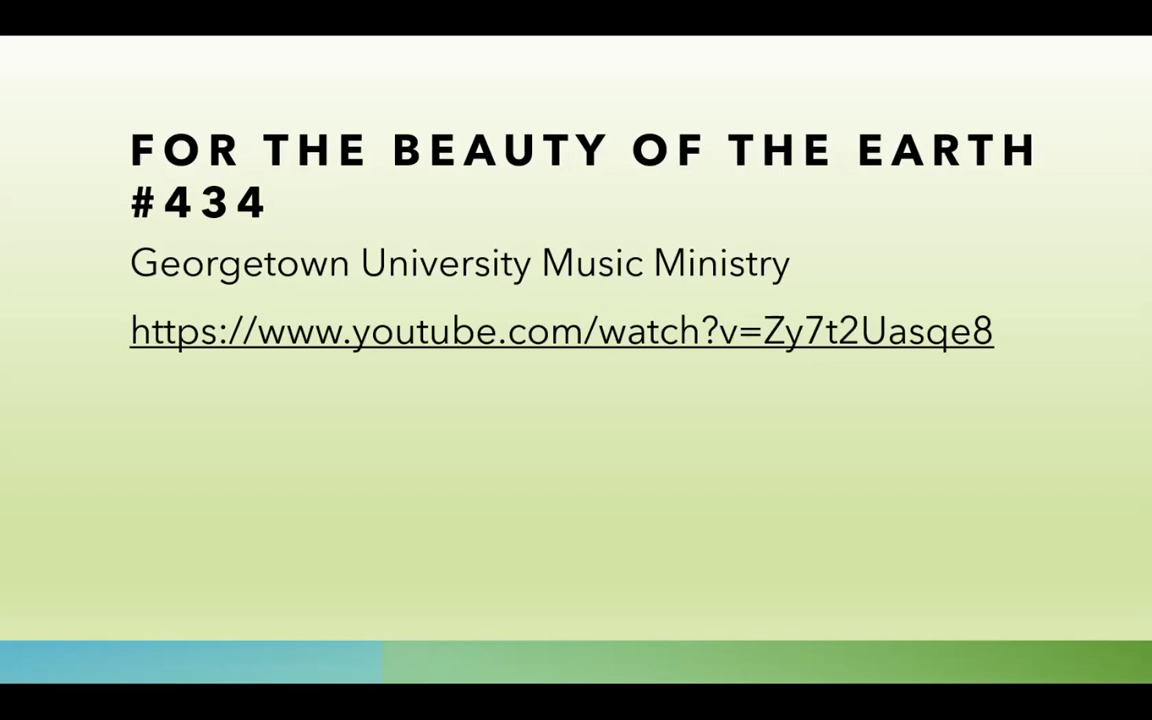 FOR THE BEAUTY OF THE EARTH
#434
Georgetown University Music Ministry
https://www.youtube.com/watch?v=Zy7t2Uasqe8